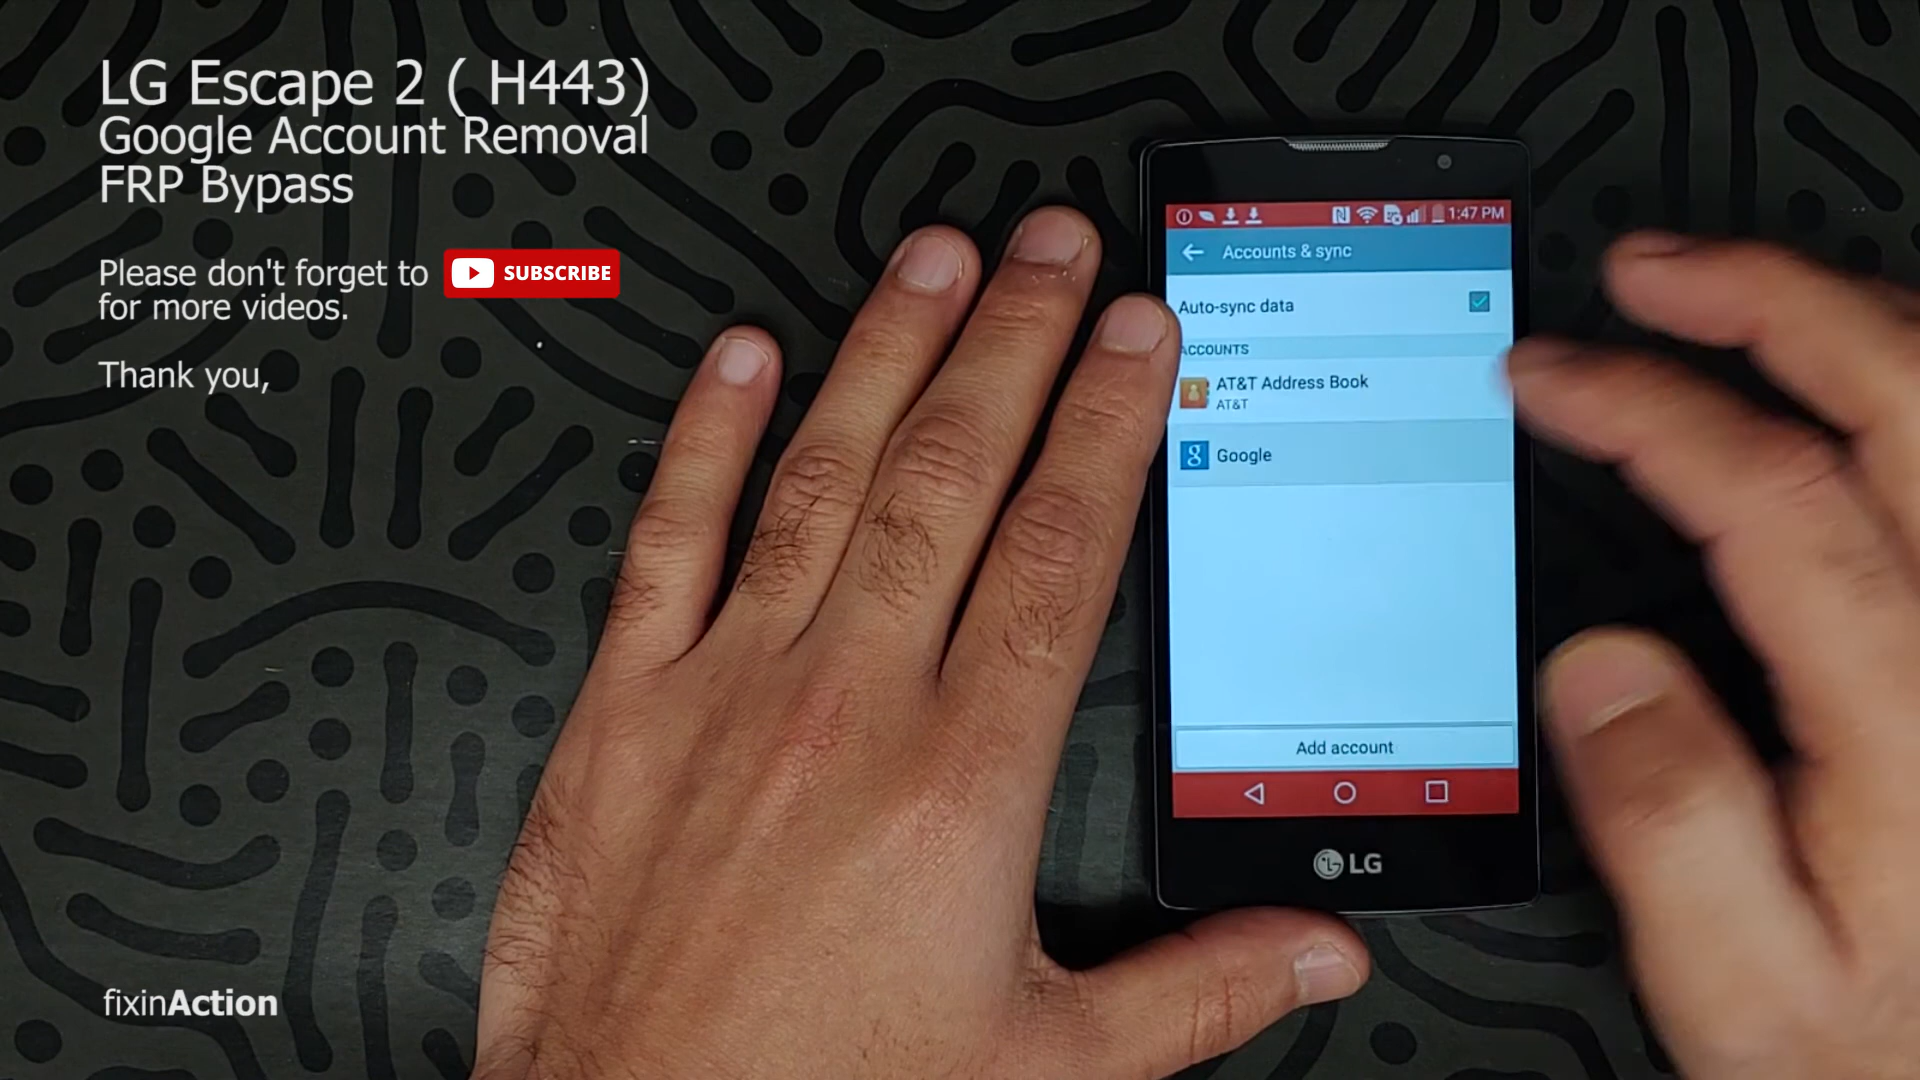 LG Escape 2 ( H443)
Google Account Removal
FRP Bypass
Please don't forget to SUBSCRIBE
for more videos.
Thank you,
fixinAction
1:47 PM
Accounts & sync
Auto-sync data
ACCOUNTS
AT&T Address Book
AT&T
Google
Add account
LG